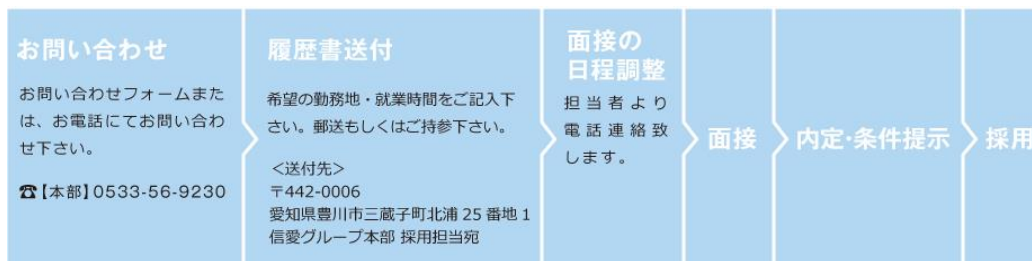 お問い合わせ
お問い合わせフォームまた
は、お電話にてお問い合わ
せ下さい。
☎【本部】0533-56-9230
履歴書送付
希望の勤務地・就業時間をご記入下
さい。郵送もしくはご持参下さい。
<送付先>
〒442-0006
愛知県豊川市三蔵子町北浦 25 番地 1
信愛グループ本部 採用担当宛
面接の
日程調整
担当者より
電話連絡致
します。
面接
内定・条件提示
採用